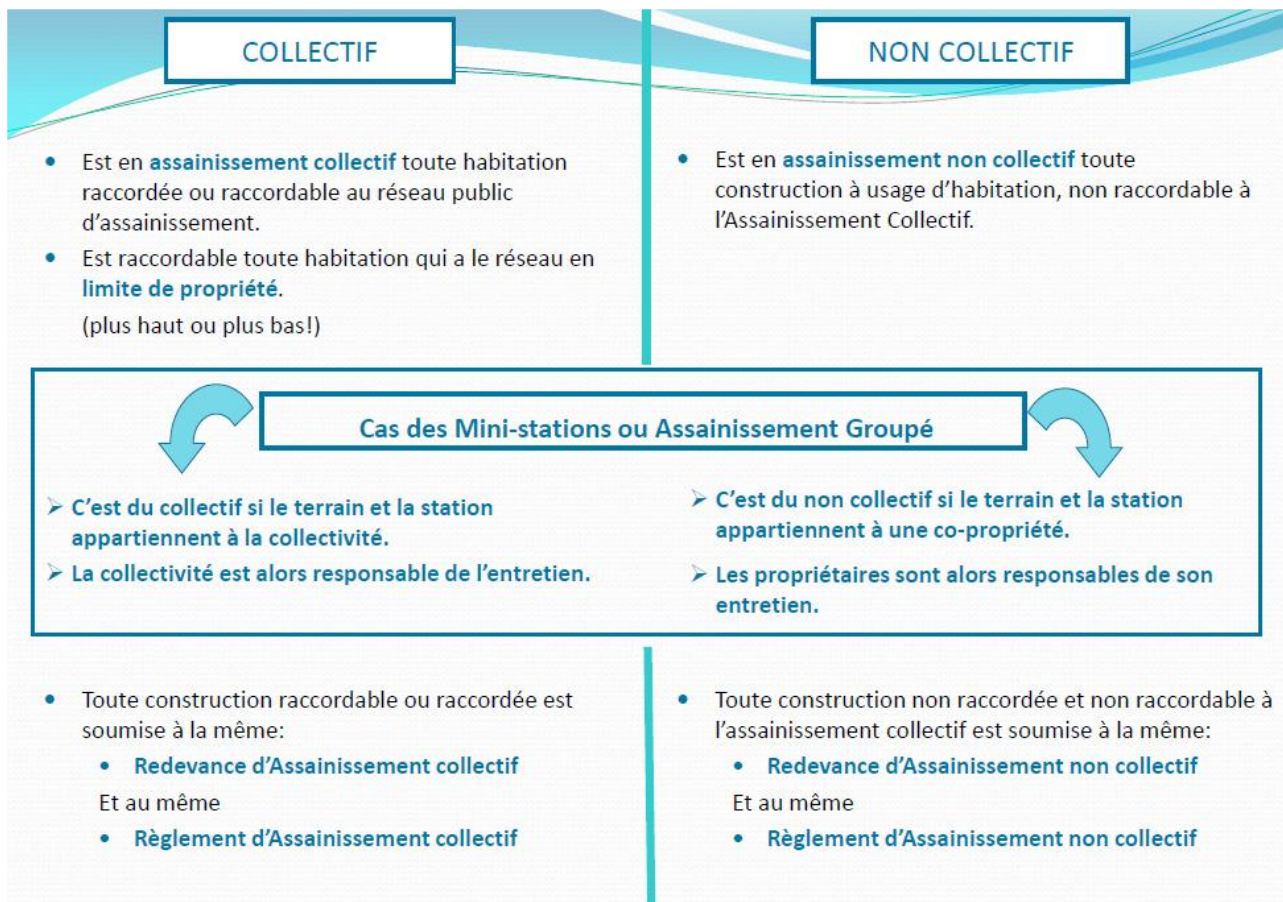 COLLECTIF
• Est en assainissement collectif toute habitation
raccordée ou raccordable au réseau public
d’assainissement.
• Est raccordable toute habitation qui a le réseau en
limite de propriété.
(plus haut ou plus bas!)
NON COLLECTIF
• Est en assainissement non collectif toute
construction à usage d’habitation, non raccordable à
l’Assainissement Collectif.
Cas des Mini-stations ou Assainissement Groupé
➢ C’est du collectif si le terrain et la station
appartiennent à la collectivité.
➢ La collectivité est alors responsable de l’entretien.
➢ C’est du non collectif si le terrain et la station
appartiennent à une co-propriété.
➢ Les propriétaires sont alors responsables de son
entretien.
• Toute construction raccordable ou raccordée est
soumise à la même:
• Redevance d’Assainissement collectif
Et au même
• Règlement d’Assainissement collectif
• Toute construction non raccordée et non raccordable à
l’assainissement collectif est soumise à la même:
• Redevance d’Assainissement non collectif
Et au même
• Règlement d’Assainissement non collectif